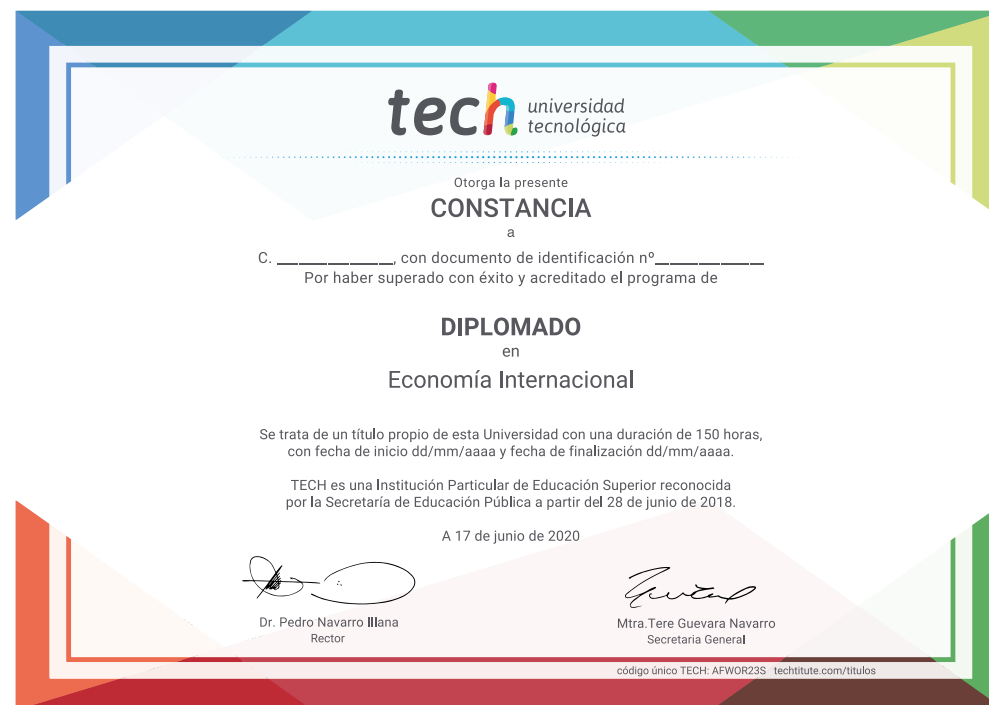 tech universidad
tecnológica
Otorga la presente
CONSTANCIA
a
C. ____________, con documento de identificación nº____________
Por haber superado con éxito y acreditado el programa de
DIPLOMADO
en
Economía Internacional
Se trata de un título propio de esta Universidad con una duración de 150 horas,
con fecha de inicio dd/mm/aaaa y fecha de finalización dd/mm/aaaa.
TECH es una Institución Particular de Educación Superior reconocida
por la Secretaría de Educación Pública a partir del 28 de junio de 2018.
A 17 de junio de 2020
Dr. Pedro Navarro Illana
Rector
Mtra.Tere Guevara Navarro
Secretaria General
código único TECH: AFWOR23S techtitute.com/titulos